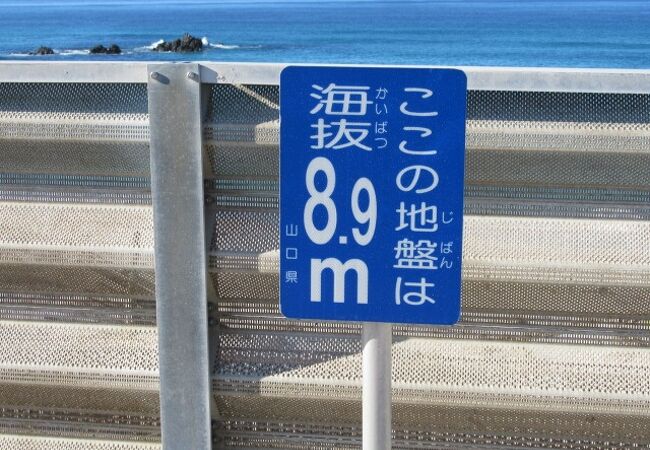 ここの地盤は
じばん
海抜
かいばつ
8.9
m
山口県